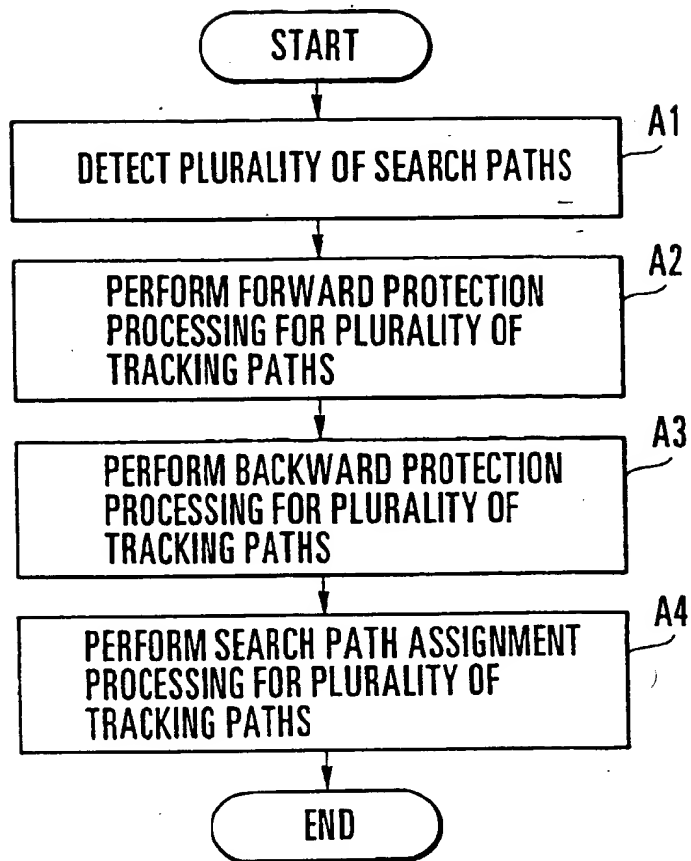 START
A1
DETECT PLURALITY OF SEARCH PATHS
A2
PERFORM FORWARD PROTECTION
PROCESSING FOR PLURALITY OF
TRACKING PATHS
A3
PERFORM BACKWARD PROTECTION
PROCESSING FOR PLURALITY OF
TRACKING PATHS
A4
PERFORM SEARCH PATH ASSIGNMENT
PROCESSING FOR PLURALITY OF
TRACKING PATHS
END